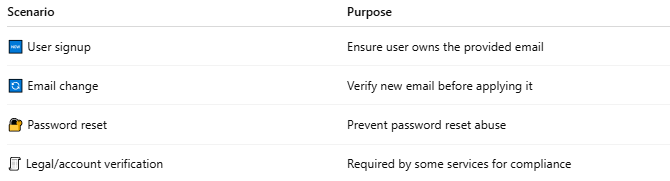 Scenario Purpose
🆕 User signup Ensure user owns the provided email
🔄 Email change Verify new email before applying it
🔐 Password reset Prevent password reset abuse
🧾 Legal/account verification Required by some services for compliance